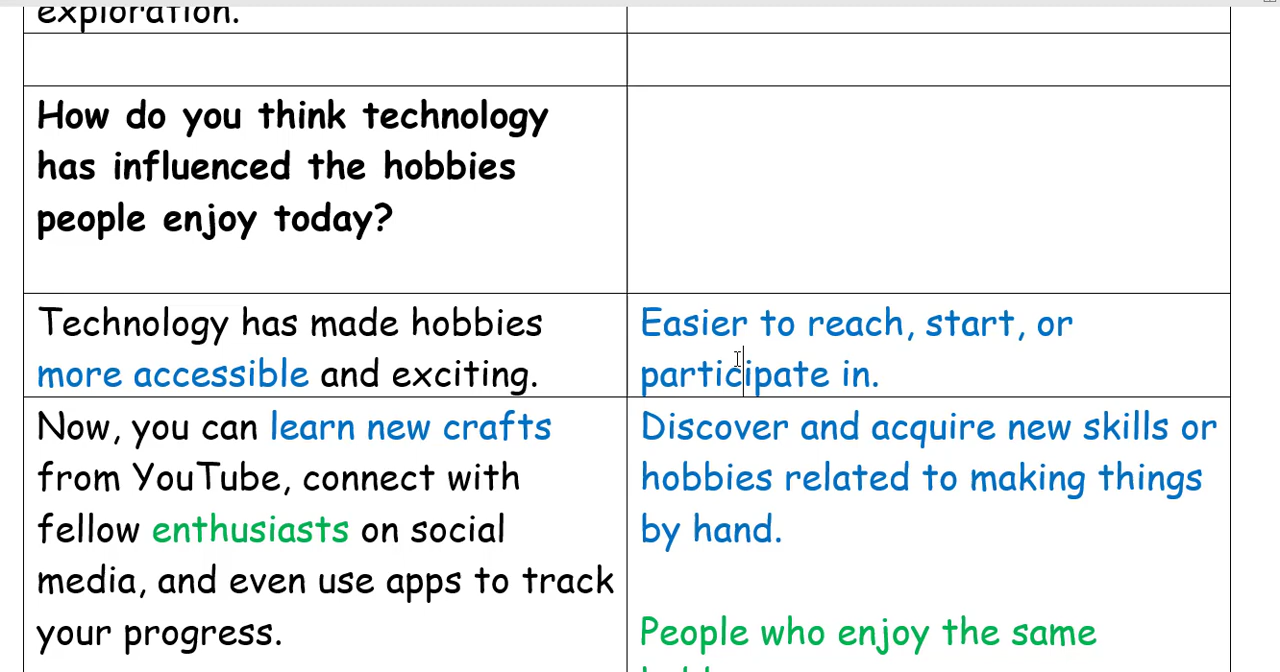 exploration.
How do you think technology
has influenced the hobbies
people enjoy today?
Technology has made hobbies
more accessible and exciting.
Easier to reach, start, or
participate in.
Now, you can learn new crafts
from YouTube, connect with
fellow enthusiasts on social
media, and even use apps to track
your progress.
Discover and acquire new skills or
hobbies related to making things
by hand.
People who enjoy the same